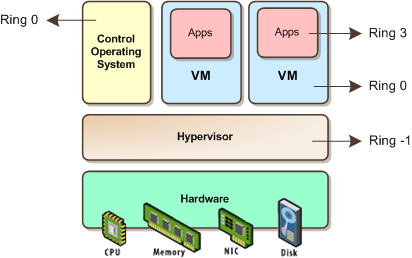 Ring 0
Control
Operating
System
Apps
VM
Apps
VM
Ring 3
Ring 0
Hypervisor
Ring -1
Hardware
CPU
Memory
NIC
Disk